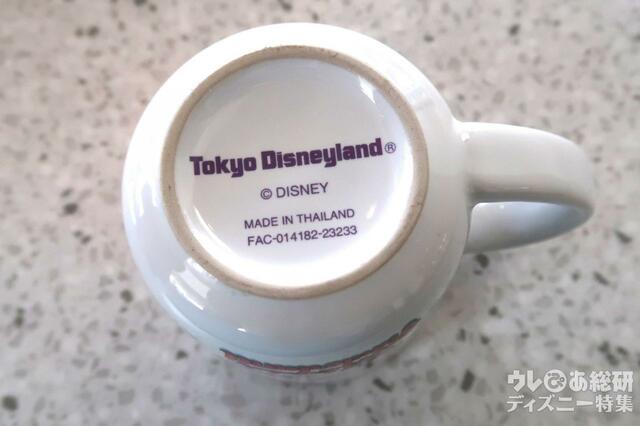 Tokyo Disneyland®
© DISNEY
MADE IN THAILAND
FAC-014182-23233
ウレぴあ総研
ディズニー特集